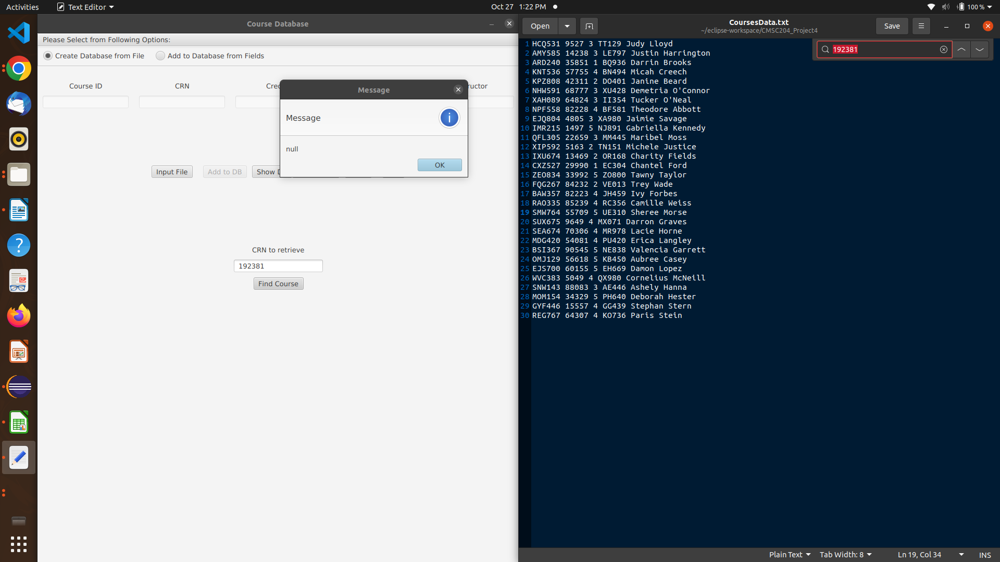 Activities
Text Editor
Oct 27 1:22 PM
100 %
Course Database
Please Select from Following Options:
Create Database from File
Add to Database from Fields
Course ID
CRN
Message
Message
null
OK
Input File
Add to DB
Show
CRN to retrieve
192381
Find Course
Open
CoursesData.txt
~/eclipse-workspace/CMSC204_Project4
Save
192381
1 HCQ531 9527 3 TT129 Judy Lloyd
2 AMY585 14238 3 LE797 Justin Harrington
3 ARD240 35851 1 BQ936 Darrin Brooks
4 KNT536 57755 4 BN494 Micah Creech
5 KPZ808 42311 2 DO401 Janine Beard
6 NHW591 68777 3 XU428 Demetria O'Connor
7 XAH089 64824 3 II354 Tucker O'Neal
8 NPF558 82228 4 BF581 Theodore Abbott
9 EJQ804 4805 3 XA980 Jaimie Savage
10 IMR215 1497 5 NJ891 Gabriella Kennedy
11 QFL305 22659 3 MM445 Maribel Moss
12 XIP592 5163 2 TN151 Michele Justice
13 IXU674 13469 2 OR168 Charity Fields
14 CXZ527 29990 1 EC304 Chantel Ford
15 ZEO834 33992 5 ZO800 Tawny Taylor
16 FQG267 84232 2 VE013 Trey Wade
17 BAW357 82223 4 JH459 Ivy Forbes
18 RAO335 85239 4 RC356 Camille Weiss
19 SMW764 55709 5 UE310 Sheree Morse
20 SUX675 9649 4 MX071 Darron Graves
21 SEA674 70306 4 MR978 Lacie Horne
22 MDG420 54081 4 PU420 Erica Langley
23 BSI367 90545 5 NE838 Valencia Garrett
24 OMJ129 56618 5 KB450 Aubree Casey
25 EJS700 60155 5 EH669 Damon Lopez
26 WVC383 5049 4 QX980 Cornelius McNeill
27 SNW143 88083 3 AE446 Ashely Hanna
28 MOM154 34329 5 PH640 Deborah Hester
29 GYF446 15557 4 GG439 Stephan Stern
30 REG767 64307 4 KO736 Paris Stein
Plain Text
Tab Width: 8
Ln 19, Col 34
INS